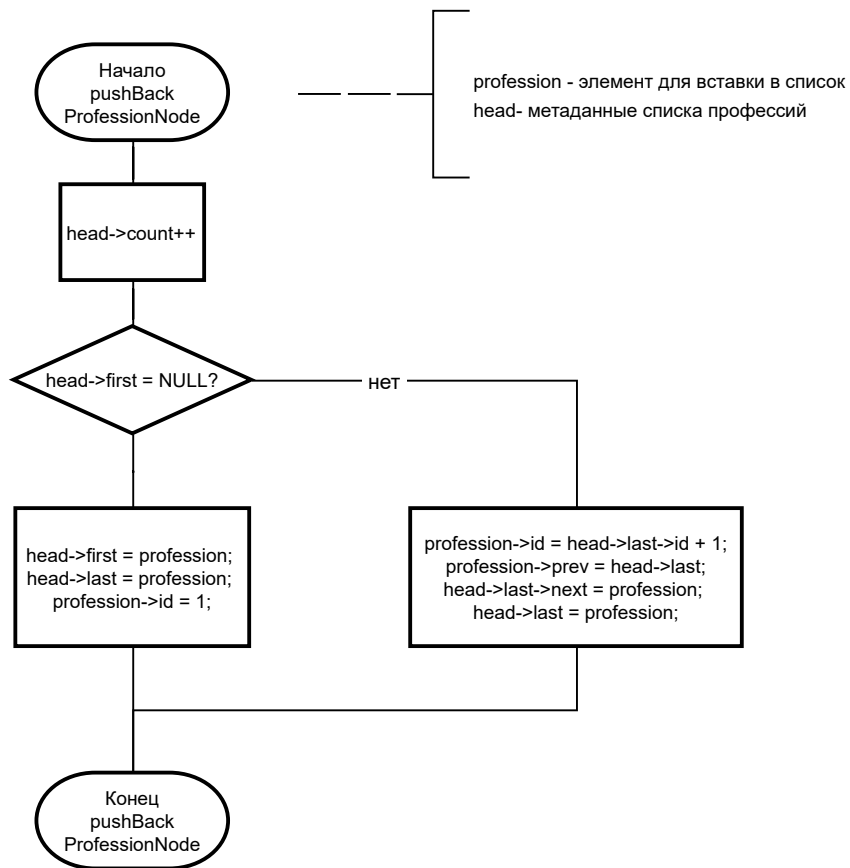 Начало
pushBack
ProfessionNode
profession - элемент для вставки в список
head- метаданные списка профессий
head->count++
head->first = NULL?
нет
head->first = profession;
head->last = profession;
profession->id = 1;
profession->id = head->last->id + 1;
profession->prev = head->last;
head->last->next = profession;
head->last = profession;
Конец
pushBack
ProfessionNode